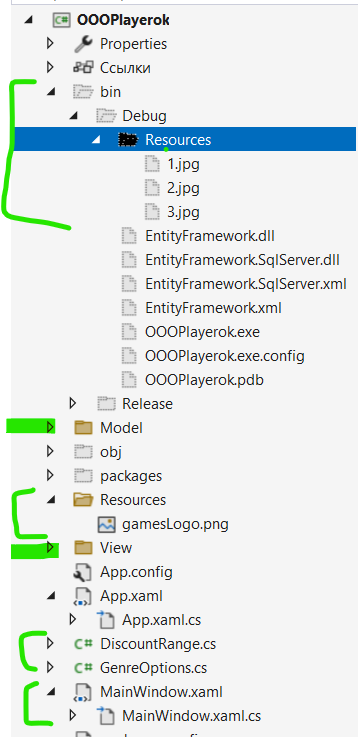 OOOPlayerok
Properties
Ссылки
bin
Debug
Resources
1.jpg
2.jpg
3.jpg
EntityFramework.dll
EntityFramework.SqlServer.dll
EntityFramework.SqlServer.xml
EntityFramework.xml
OOOPlayerok.exe
OOOPlayerok.exe.config
OOOPlayerok.pdb
Release
Model
obj
packages
Resources
gamesLogo.png
View
App.config
App.xaml
App.xaml.cs
C# DiscountRange.cs
C# GenreOptions.cs
MainWindow.xaml
MainWindow.xaml.cs